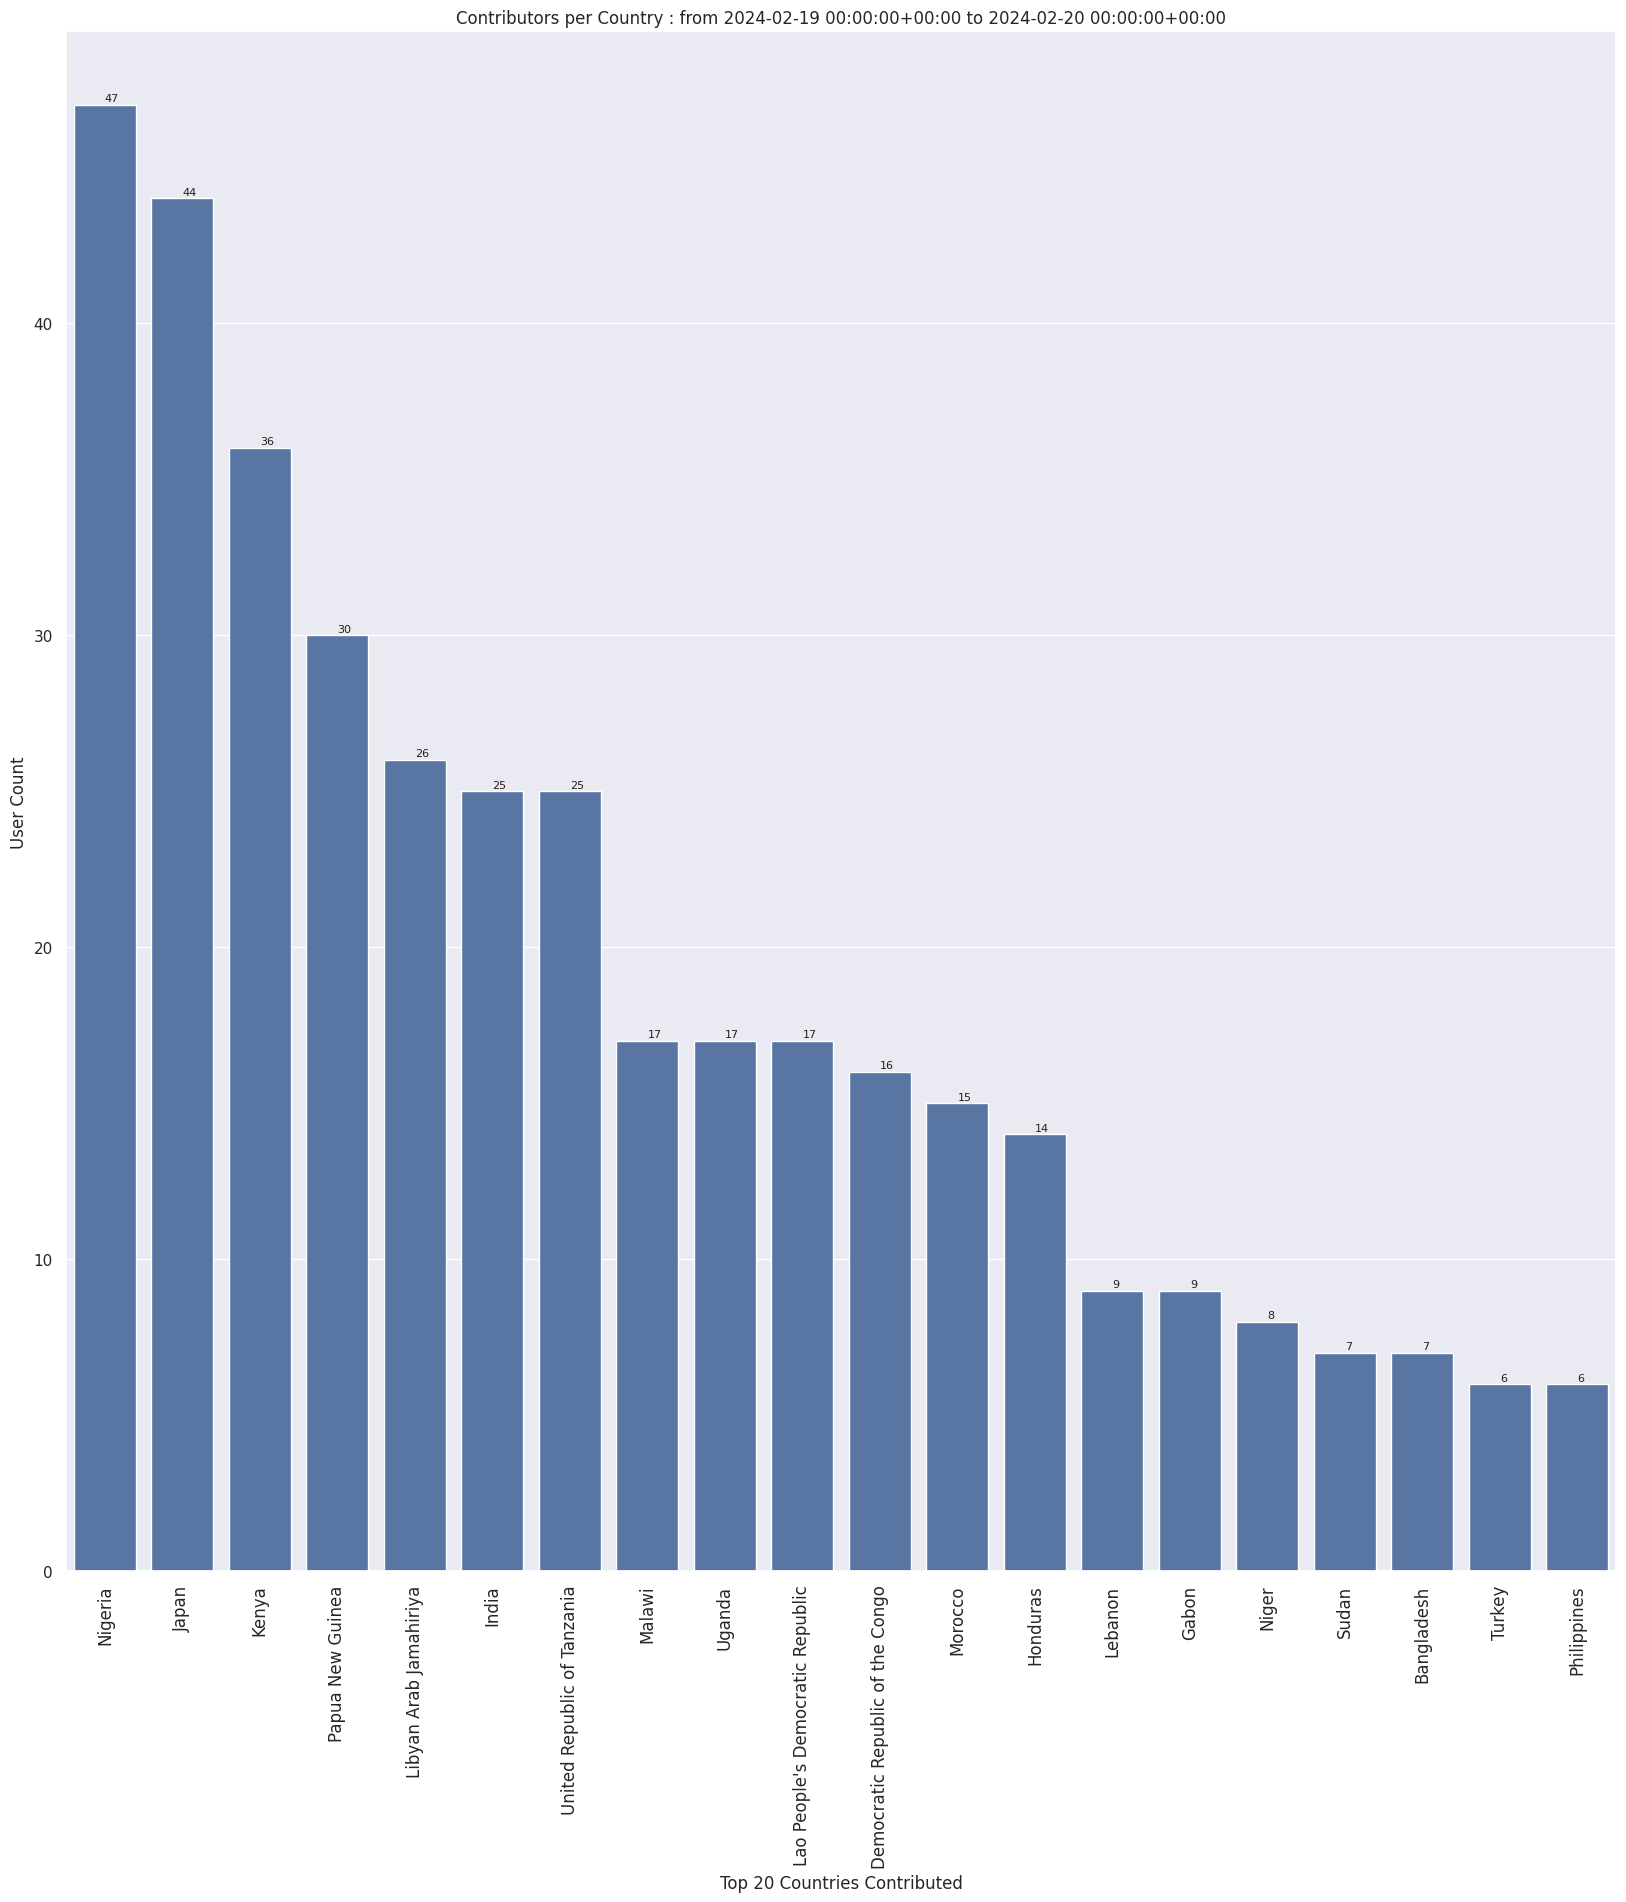 Contributors per Country : from 2024-02-19 00:00:00+00:00 to 2024-02-20 00:00:00+00:00
User Count
40
30
20
10
0
47
44
36
30
26
25
25
17
17
17
16
15
14
9
9
8
7
7
6
6
Nigeria
Japan
Kenya
Papua New Guinea
Libyan Arab Jamahiriya
India
United Republic of Tanzania
Malawi
Uganda
Lao People's Democratic Republic
Democratic Republic of the Congo
Morocco
Honduras
Lebanon
Gabon
Niger
Sudan
Bangladesh
Turkey
Philippines
Top 20 Countries Contributed